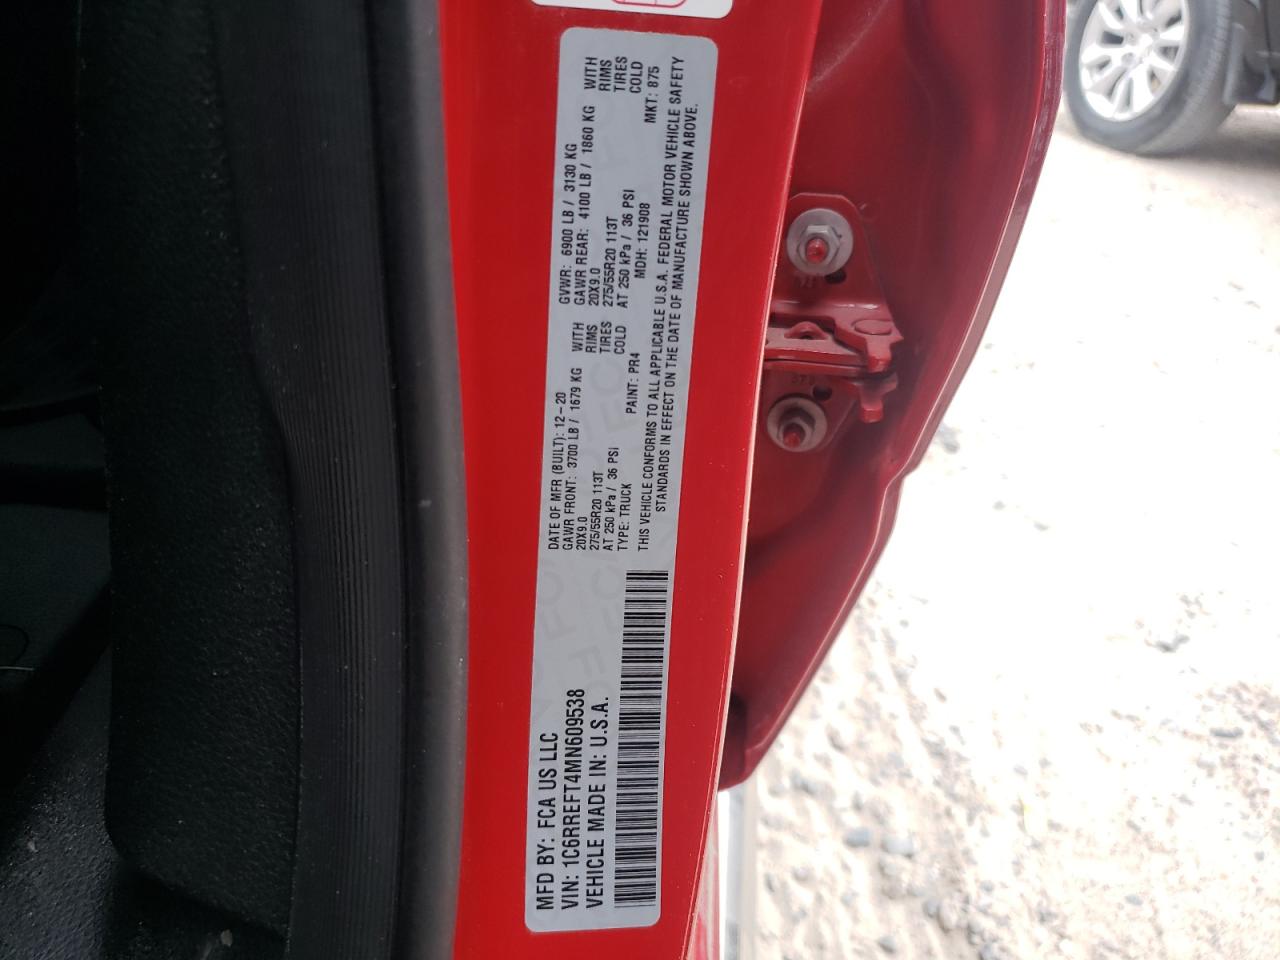 MFD BY: FCA US LLC
VIN: 1C6RREFT4MN609538
VEHICLE MADE IN: U.S.A.
DATE OF MFR (BUILT): 12-20 GVWR: 6900 LB / 3130 KG
GAWR FRONT: 3700 LB / 1679 KG WITH GAWR REAR: 4100 LB / 1860 KG WITH
20X9.0 RIMS 20X9.0 RIMS
275/55R20 113T TIRES 275/55R20 113T TIRES
AT 250 kPa / 36 PSI COLD AT 250 kPa / 36 PSI COLD
TYPE: TRUCK PAINT: PR4 MDH: 121908 MKT: 875
THIS VEHICLE CONFORMS TO ALL APPLICABLE U.S.A. FEDERAL MOTOR VEHICLE SAFETY
STANDARDS IN EFFECT ON THE DATE OF MANUFACTURE SHOWN ABOVE.